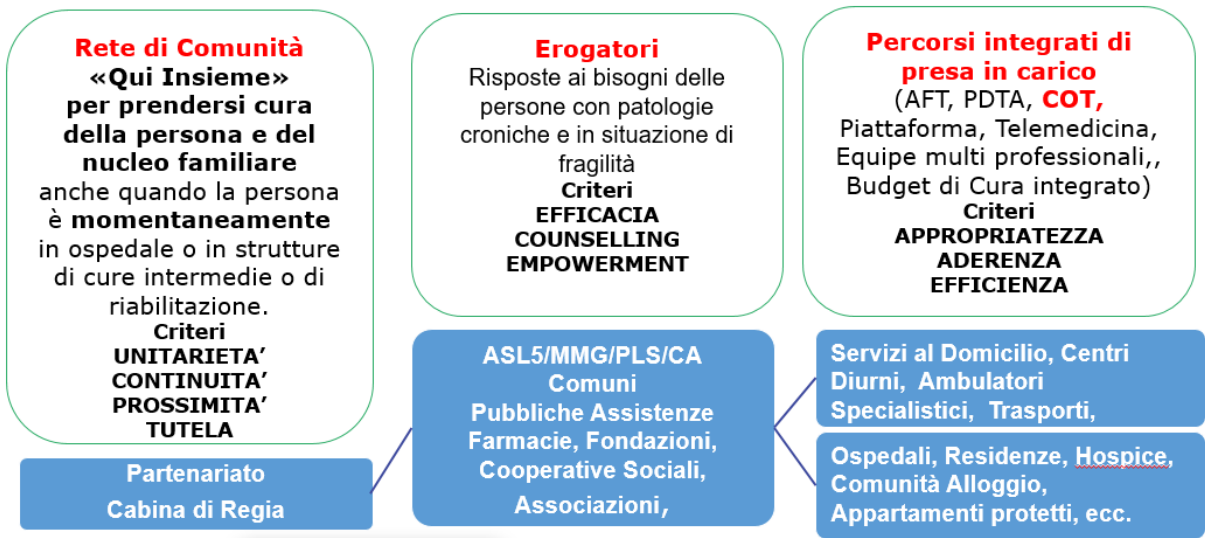 Rete di Comunità
«Qui Insieme»
per prendersi cura
della persona e del
nucleo familiare
anche quando la persona
è momentaneamente
in ospedale o in strutture
di cure intermedie o di
riabilitazione.
Criteri
UNITARIETA’
CONTINUITA’
PROSSIMITA’
TUTELA
Partenariato
Cabina di Regia
Erogatori
Risposte ai bisogni delle
persone con patologie
croniche e in situazione di
fragilità
Criteri
EFFICACIA
COUNSELLING
EMPOWERMENT
ASL5/MMG/PLS/CA
Comuni
Pubbliche Assistenze
Farmacie, Fondazioni,
Cooperative Sociali,
Associazioni,
Percorsi integrati di
presa in carico
(AFT, PDTA, COT,
Piattaforma, Telemedicina,
Equipe multi professionali,,
Budget di Cura integrato)
Criteri
APPROPRIATEZZA
ADERENZA
EFFICIENZA
Servizi al Domicilio, Centri
Diurni, Ambulatori
Specialistici, Trasporti,
Ospedali, Residenze, Hospice,
Comunità Alloggio,
Appartamenti protetti, ecc.